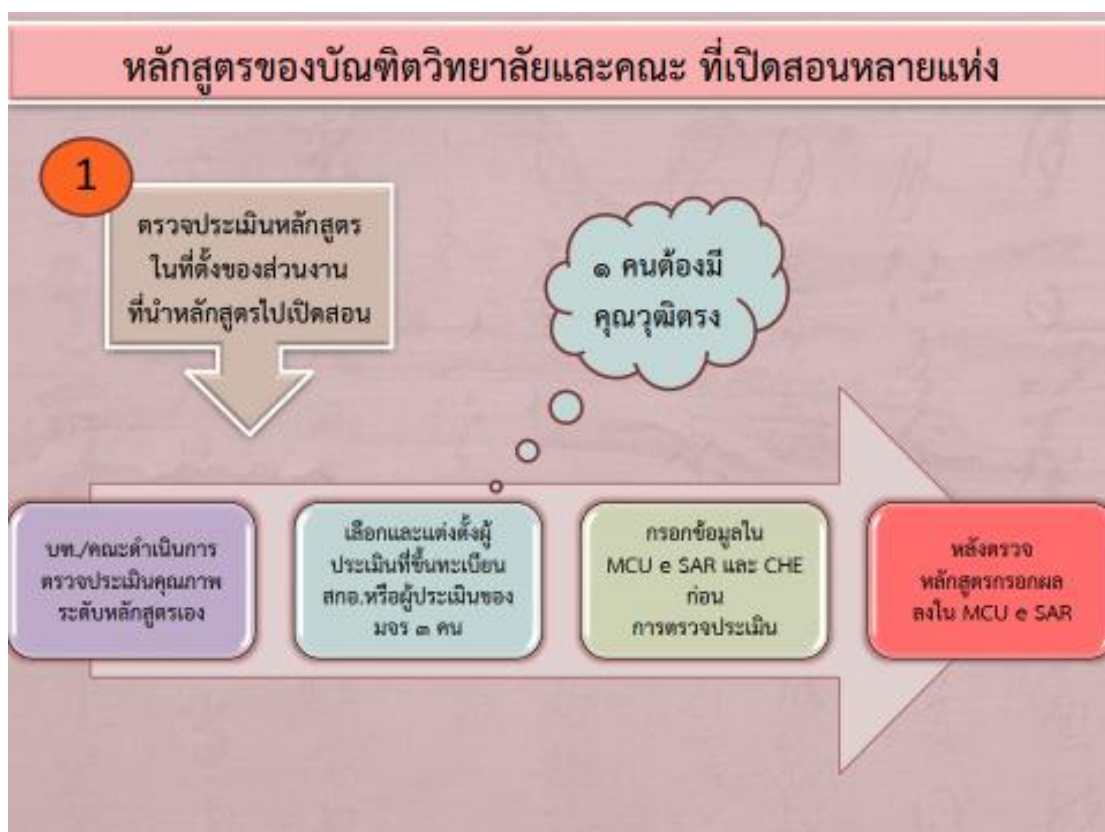 หลักสูตรของบัณฑิตวิทยาลัยและคณะ ที่เปิดสอนหลายแห่ง
1
ตรวจประเมินหลักสูตร
ในที่ตั้งของส่วนงาน
ที่นำหลักสูตรไปเปิดสอน
๑ คนต้องมี
คุณวุฒิตรง
บฑ./คณะดำเนินการ
ตรวจประเมินคุณภาพ
ระดับหลักสูตรเอง
เลือกและแต่งตั้งผู้
ประเมินที่ขึ้นทะเบียน
สกอ.หรือผู้ประเมินของ
มจร ๓ คน
กรอกข้อมูลใน
MCU e SAR และ CHE
ก่อน
การตรวจประเมิน
หลังตรวจ
หลักสูตรกรอกผล
ลงใน MCU e SAR